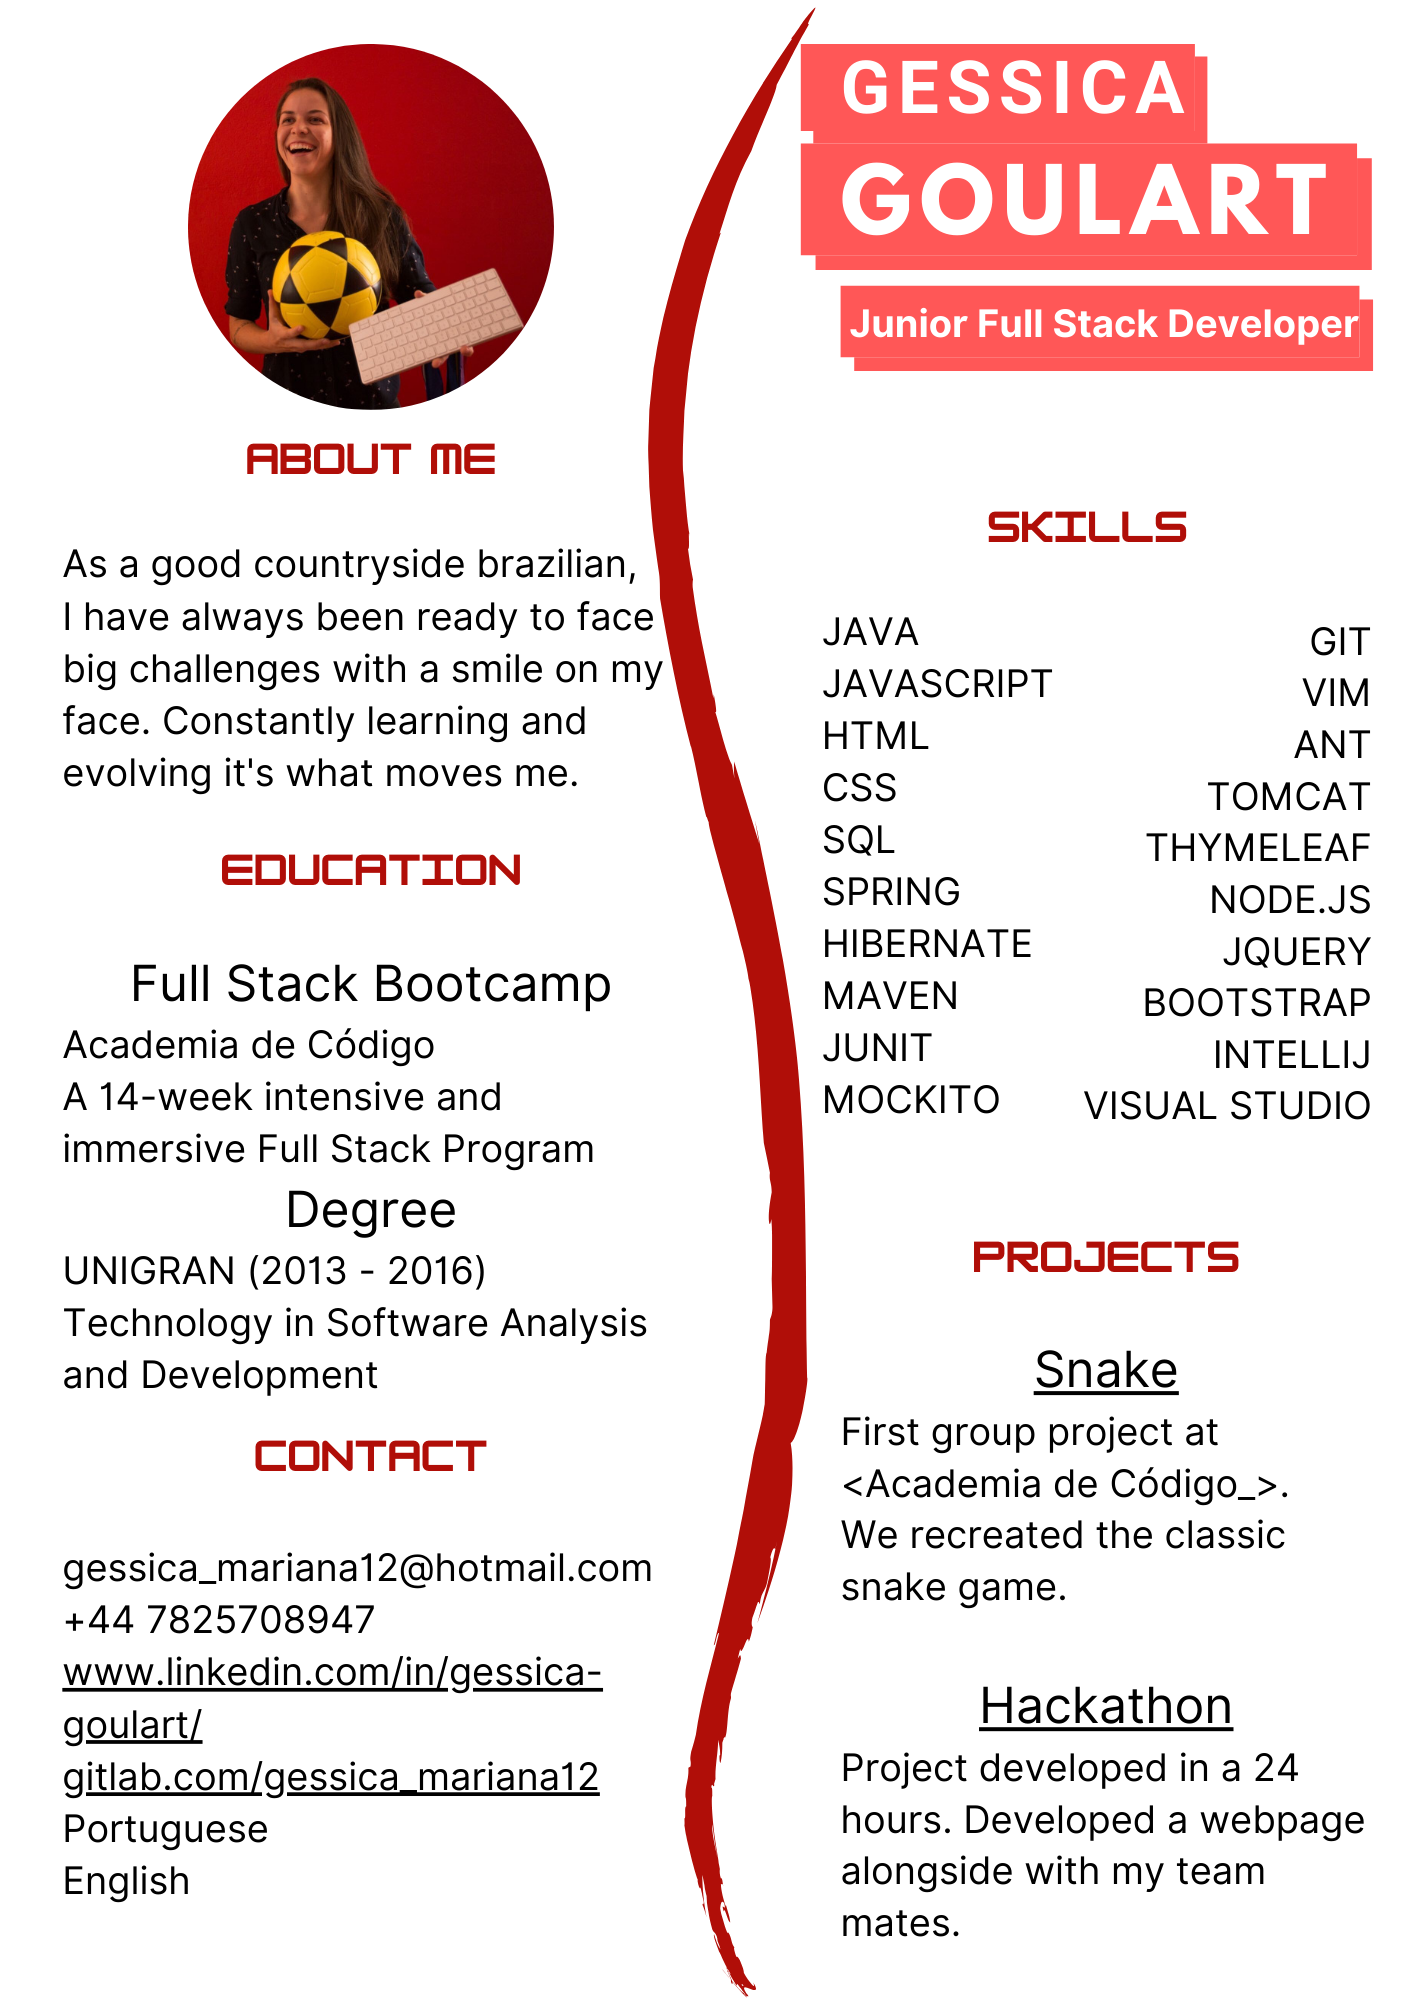 GESSICA
GOULART
Junior Full Stack Developer
ABOUT ME
As a good countryside brazilian,
I have always been ready to face
big challenges with a smile on my
face. Constantly learning and
evolving it's what moves me.
EDUCATION
Full Stack Bootcamp
Academia de Código
A 14-week intensive and
immersive Full Stack Program
Degree
UNIGRAN (2013 - 2016)
Technology in Software Analysis
and Development
CONTACT
gessica_mariana12@hotmail.com
+44 7825708947
www.linkedin.com/in/gessica-
goulart/
gitlab.com/gessica_mariana12
Portuguese
English
SKILLS
JAVA
JAVASCRIPT
HTML
CSS
SQL
SPRING
HIBERNATE
MAVEN
JUNIT
MOCKITO
GIT
VIM
ANT
TOMCAT
THYMELEAF
NODE.JS
JQUERY
BOOTSTRAP
INTELLIJ
VISUAL STUDIO
PROJECTS
Snake
First group project at
<Academia de Código_>.
We recreated the classic
snake game.
Hackathon
Project developed in a 24
hours. Developed a webpage
alongside with my team
mates.